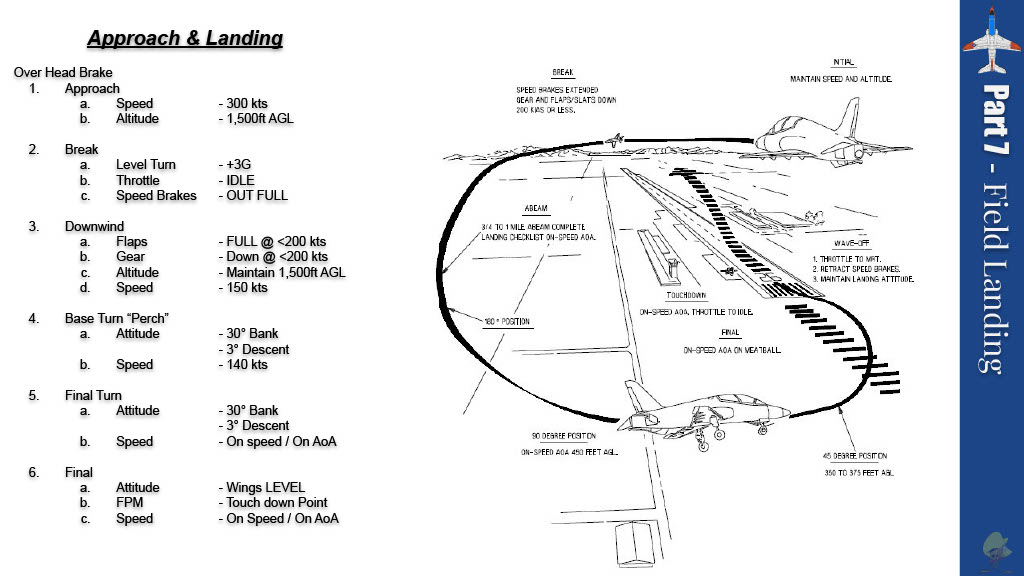 Approach & Landing
Over Head Brake
1. Approach
a. Speed - 300 kts
b. Altitude - 1,500ft AGL
2. Break
a. Level Turn - +3G
b. Throttle - IDLE
c. Speed Brakes - OUT FULL
3. Downwind
a. Flaps - FULL @ <200 kts
b. Gear - Down @ <200 kts
c. Altitude - Maintain 1,500ft AGL
d. Speed - 150 kts
4. Base Turn “Perch”
a. Attitude - 30° Bank
- 3° Descent
b. Speed - 140 kts
5. Final Turn
a. Attitude - 30° Bank
- 3° Descent
b. Speed - On speed / On AoA
6. Final
a. Attitude - Wings LEVEL
b. FPM - Touch down Point
c. Speed - On Speed / On AoA
BREAK
SPEED BRAKES EXTENDED
GEAR AND FLAPS/SLATS DOWN
200 KIAS OR LESS.
INITIAL
MAINTAIN SPEED AND ALTITUDE.
ABEAM
3/4 TO 1 MILE ABEAM COMPLETE
LANDING CHECKLIST ON-SPEED AOA.
WAVE-OFF
1. THROTTLE TO MRT.
2. RETRACT SPEED BRAKES.
3. MAINTAIN LANDING ATTITUDE.
TOUCHDOWN
ON-SPEED AOA, THROTTLE TO IDLE.
180° POSITION
FINAL
ON-SPEED AOA ON MEATBALL.
90 DEGREE POSITION
ON-SPEED AOA 450 FEET AGL.
45 DEGREE POSITION
350 TO 375 FEET AGL
Part 7 - Field Landing